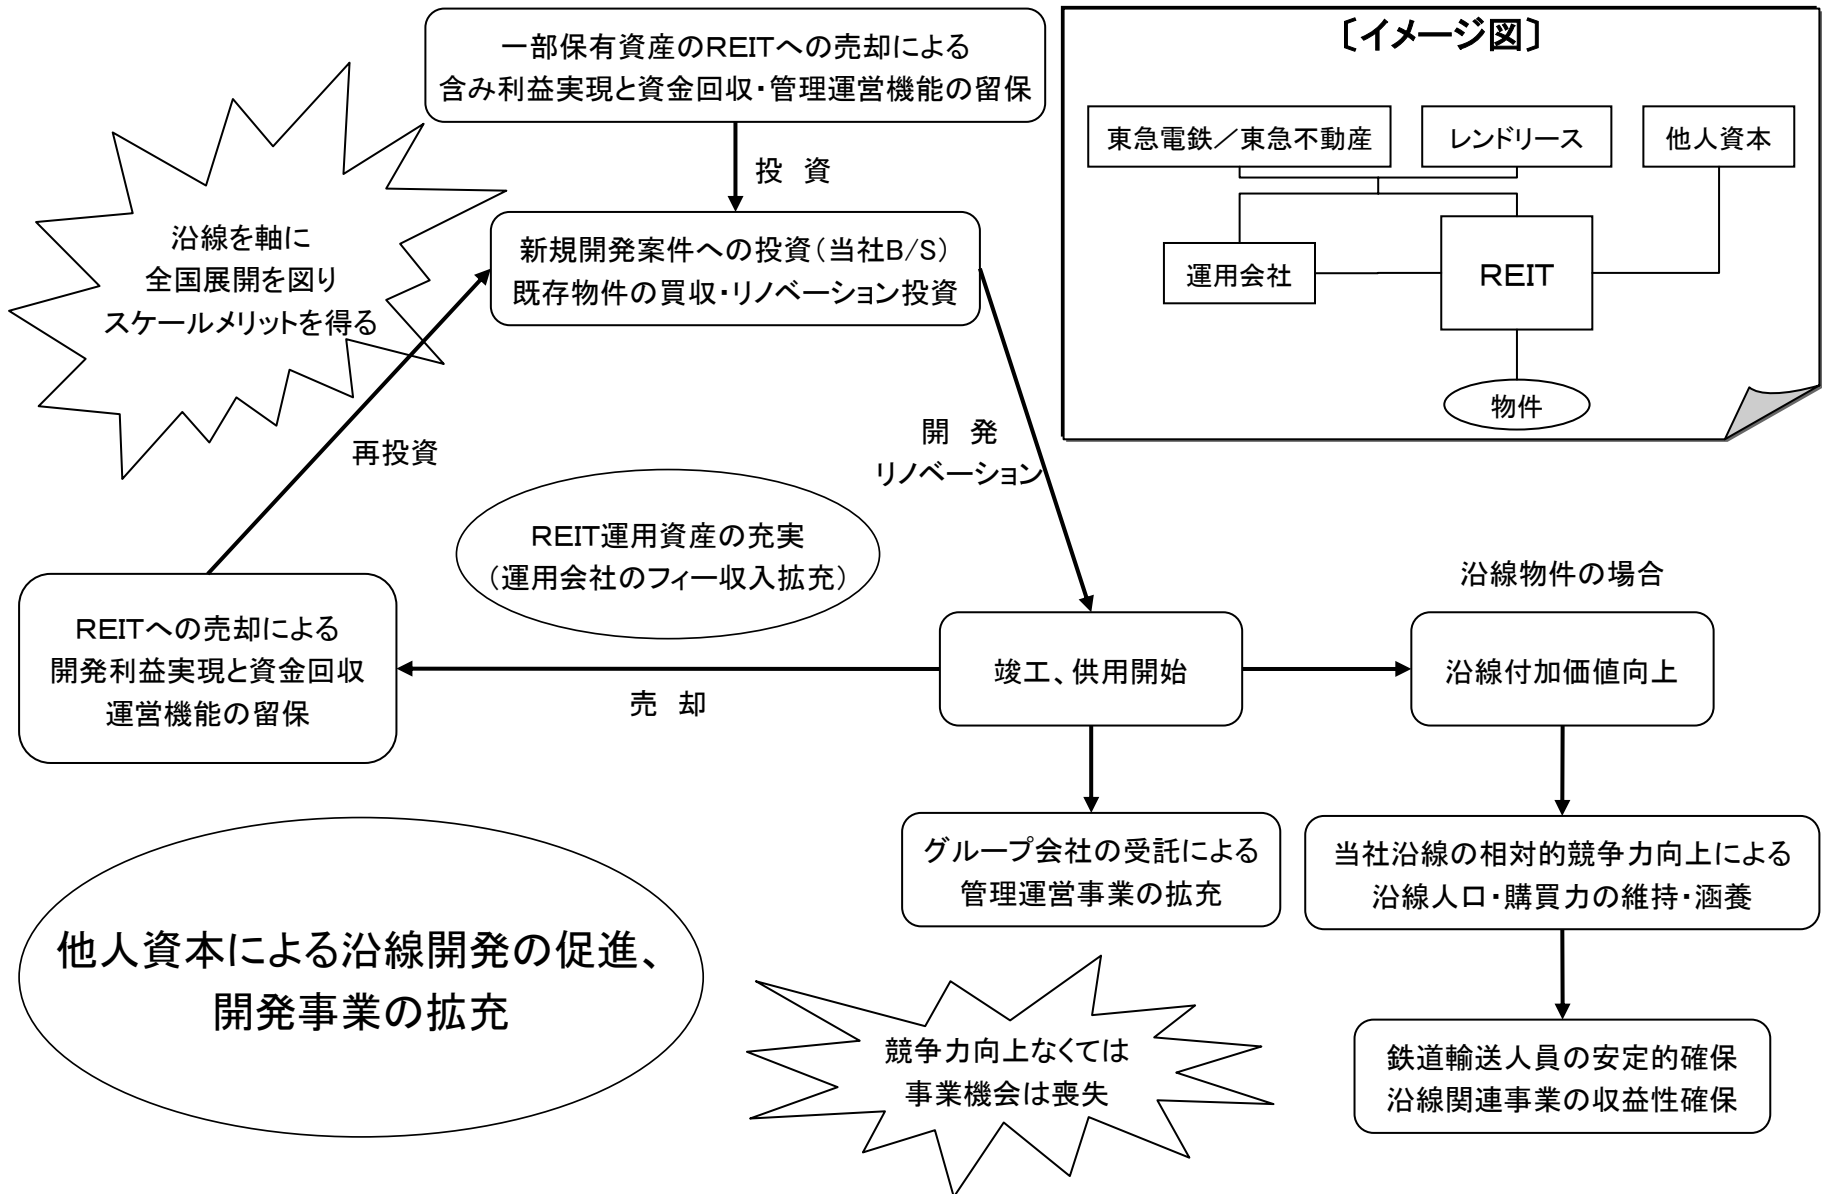 一部保有資産のREITへの売却による
含み利益実現と資金回収・管理運営機能の留保
投 資
新規開発案件への投資（当社B/S）
既存物件の買収・リノベーション投資
沿線を軸に
全国展開を図り
スケールメリットを得る
再投資
開 発
リノベーション
REIT運用資産の充実
（運用会社のフィー収入拡充）
REITへの売却による
開発利益実現と資金回収
運営機能の留保
売 却
竣工、供用開始
沿線物件の場合
沿線付加価値向上
グループ会社の受託による
管理運営事業の拡充
当社沿線の相対的競争力向上による
沿線人口・購買力の維持・涵養
鉄道輸送人員の安定的確保
沿線関連事業の収益性確保
他人資本による沿線開発の促進、
開発事業の拡充
競争力向上なくては
事業機会は喪失
〔イメージ図〕
東急電鉄／東急不動産
レンドリース
他人資本
運用会社
REIT
物件